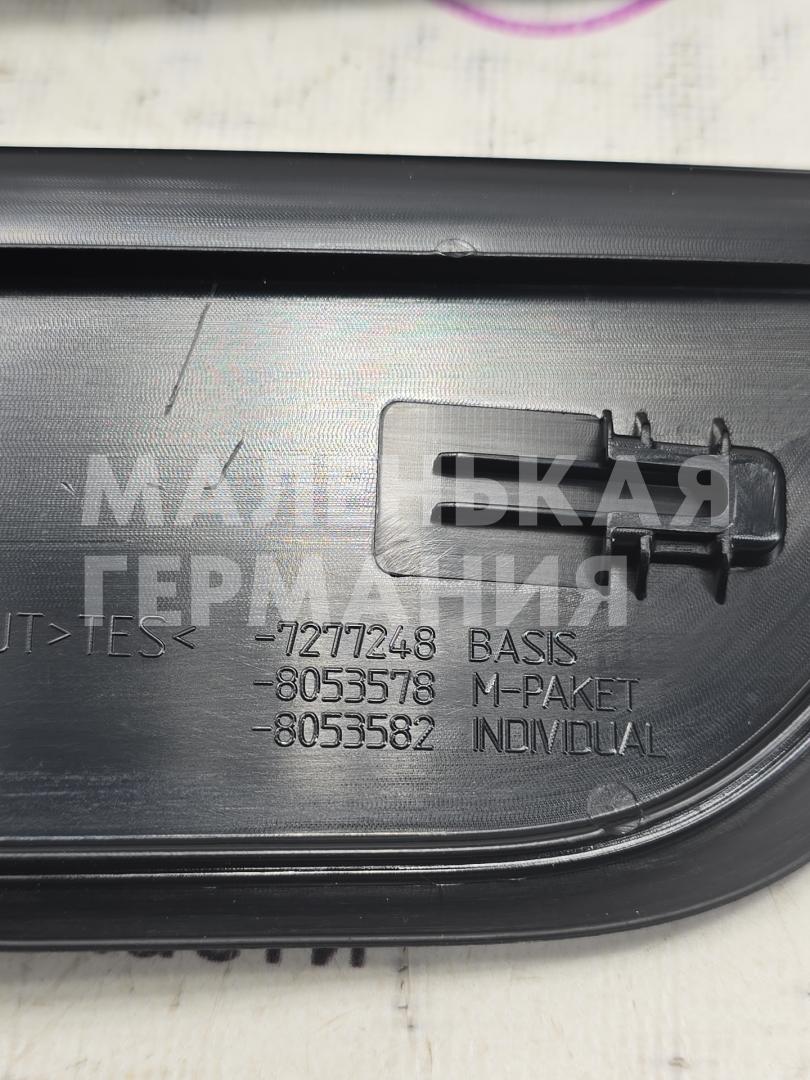 МАЛЕНЬКАЯ
ГЕРМАНИЯ
UT>TES< -7277248 BASIS
-8053578 M-PAKET
-8053582 INDIVIDUAL